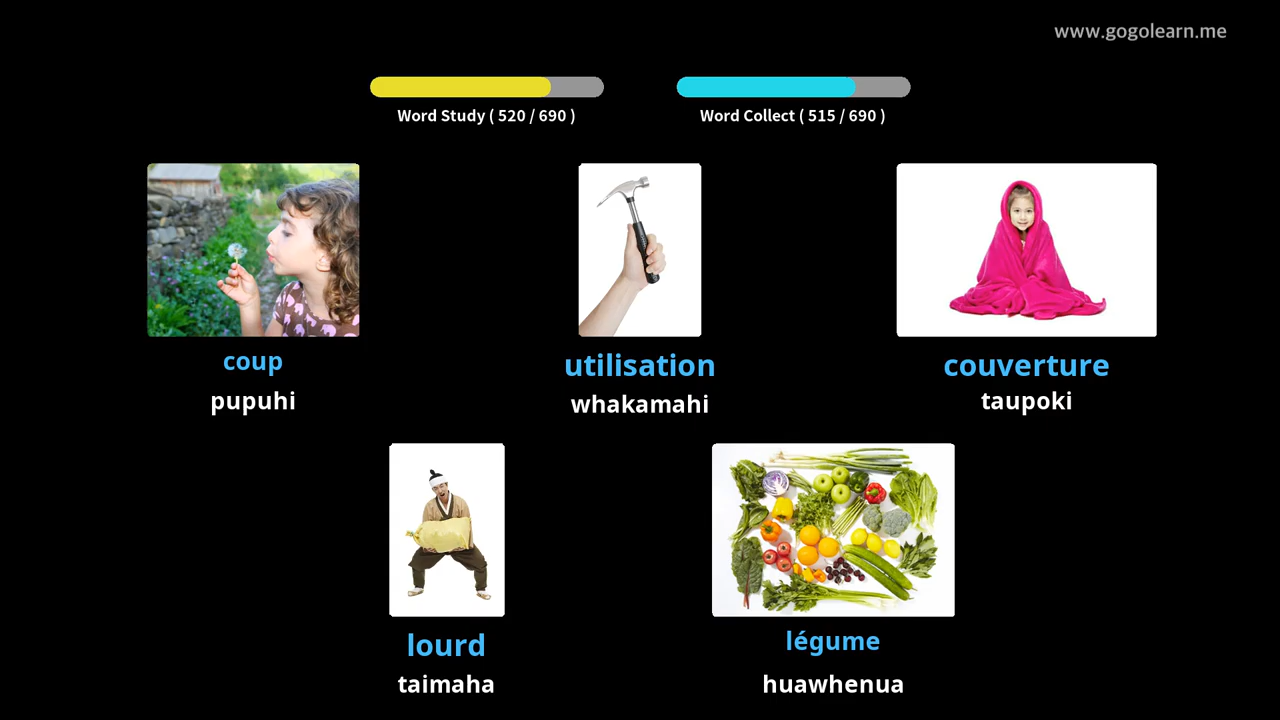 www.gogolearn.me
Word Study ( 520 / 690 )
Word Collect ( 515 / 690 )
coup
pupuhi
utilisation
whakamahi
couverture
taupoki
lourd
taimaha
légume
huawhenua